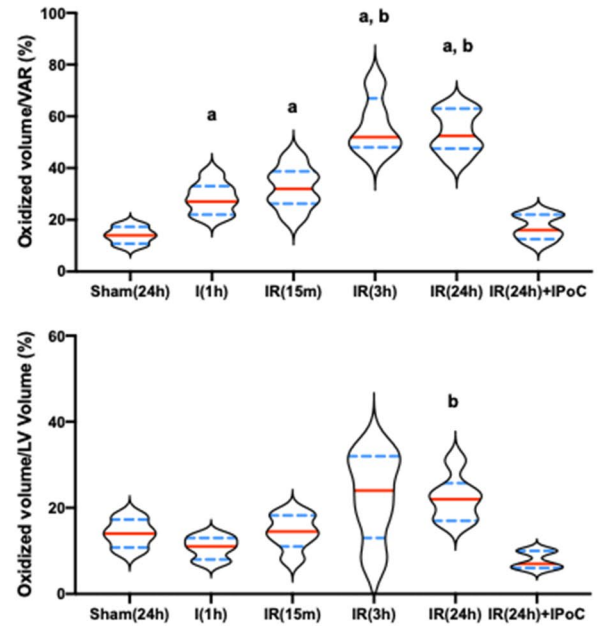 Oxidized volume/VAR (%)
100
80
60
40
20
0
a
a
a, b
a, b
Sham(24h) I(1h) IR(15m) IR(3h) IR(24h) IR(24h)+IPoC
Oxidized volume/LV Volume (%)
60
40
20
0
b
Sham(24h) I(1h) IR(15m) IR(3h) IR(24h) IR(24h)+IPoC